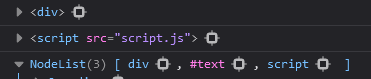 <div>
<script src="script.js">
NodeList(3) [ div , #text , script ]